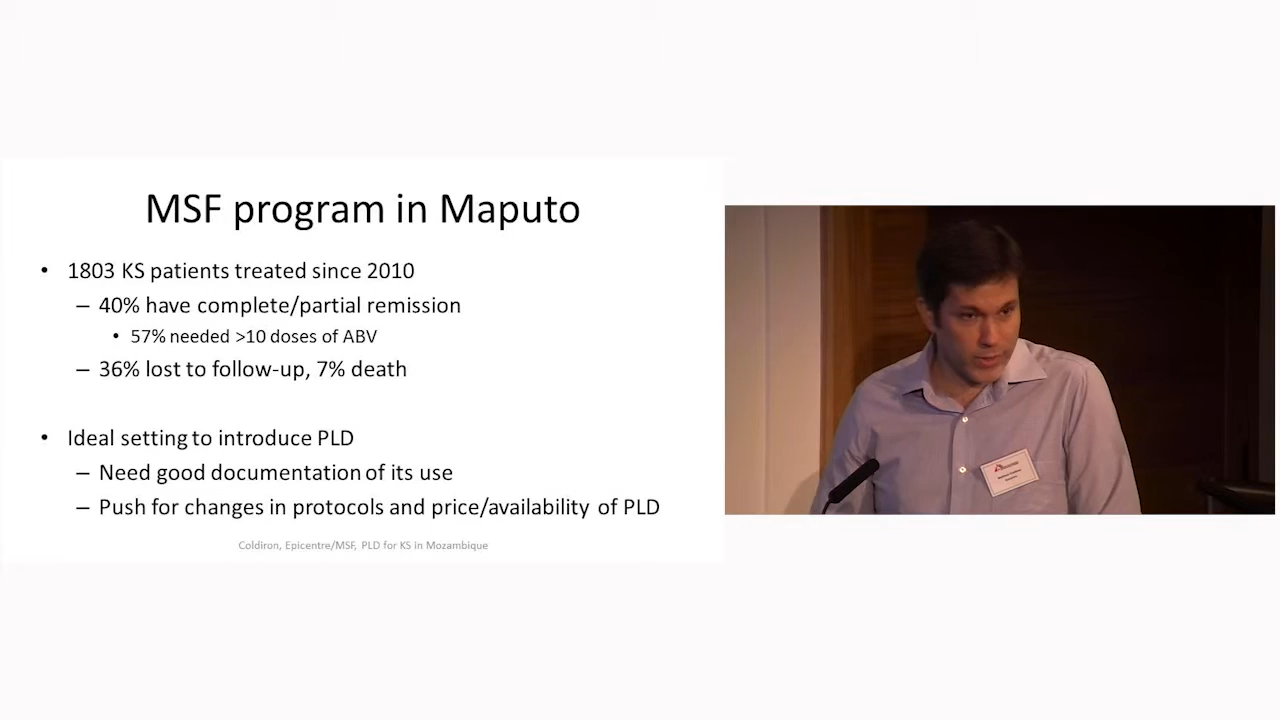 MSF program in Maputo
• 1803 KS patients treated since 2010
– 40% have complete/partial remission
• 57% needed >10 doses of ABV
– 36% lost to follow-up, 7% death
• Ideal setting to introduce PLD
– Need good documentation of its use
– Push for changes in protocols and price/availability of PLD
Coldiron, Epicentre/MSF, PLD for KS in Mozambique